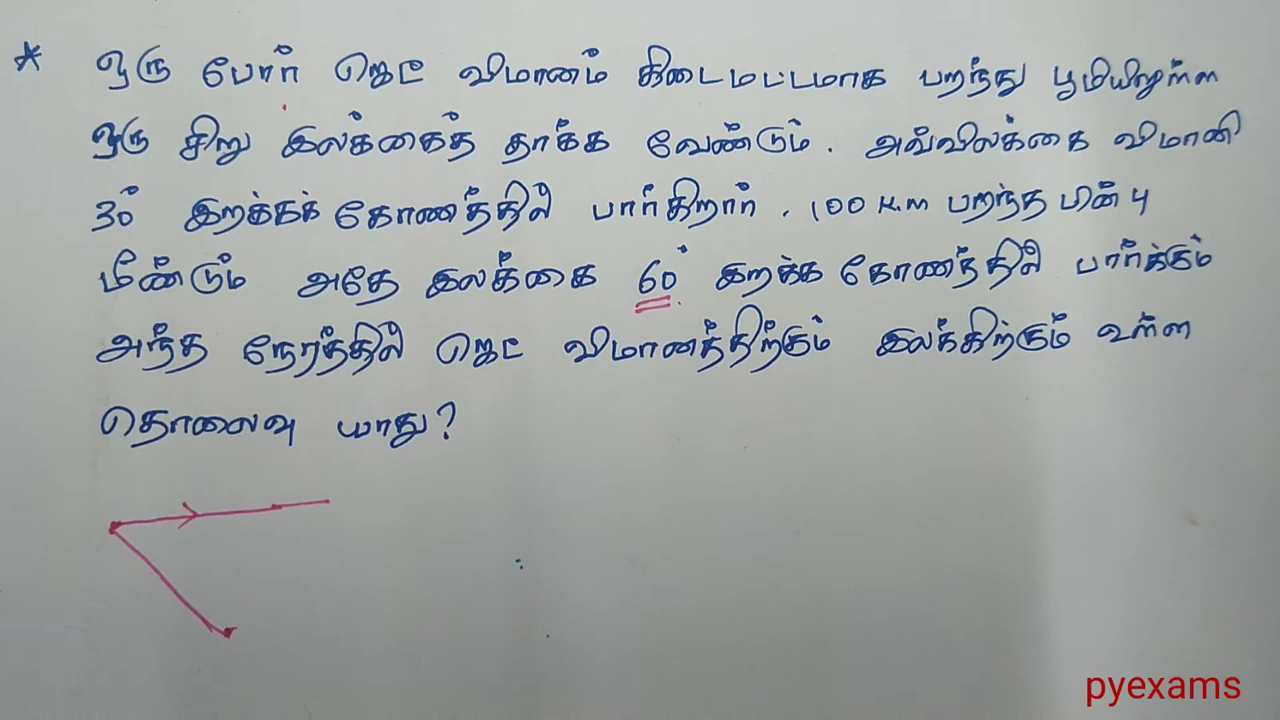 * ஒரு போர் ஜெட் விமானம் கிடைமட்டமாக பறந்து பூமியிலுள்ள
ஒரு சிறு இலக்கைத் தாக்க வேண்டும். அவ்விலக்கை விமானி
30° இறக்கக் கோணத்தில் பார்கிறார். 100 K.m பறந்த பின்பு
மீண்டும் அதே இலக்கை 60° இறக்க கோணத்தில் பார்க்கும்
அந்த நேரத்தில் ஜெட் விமானத்திற்கும் இலக்கிற்கும் உள்ள
தொலைவு யாது?
pyexams